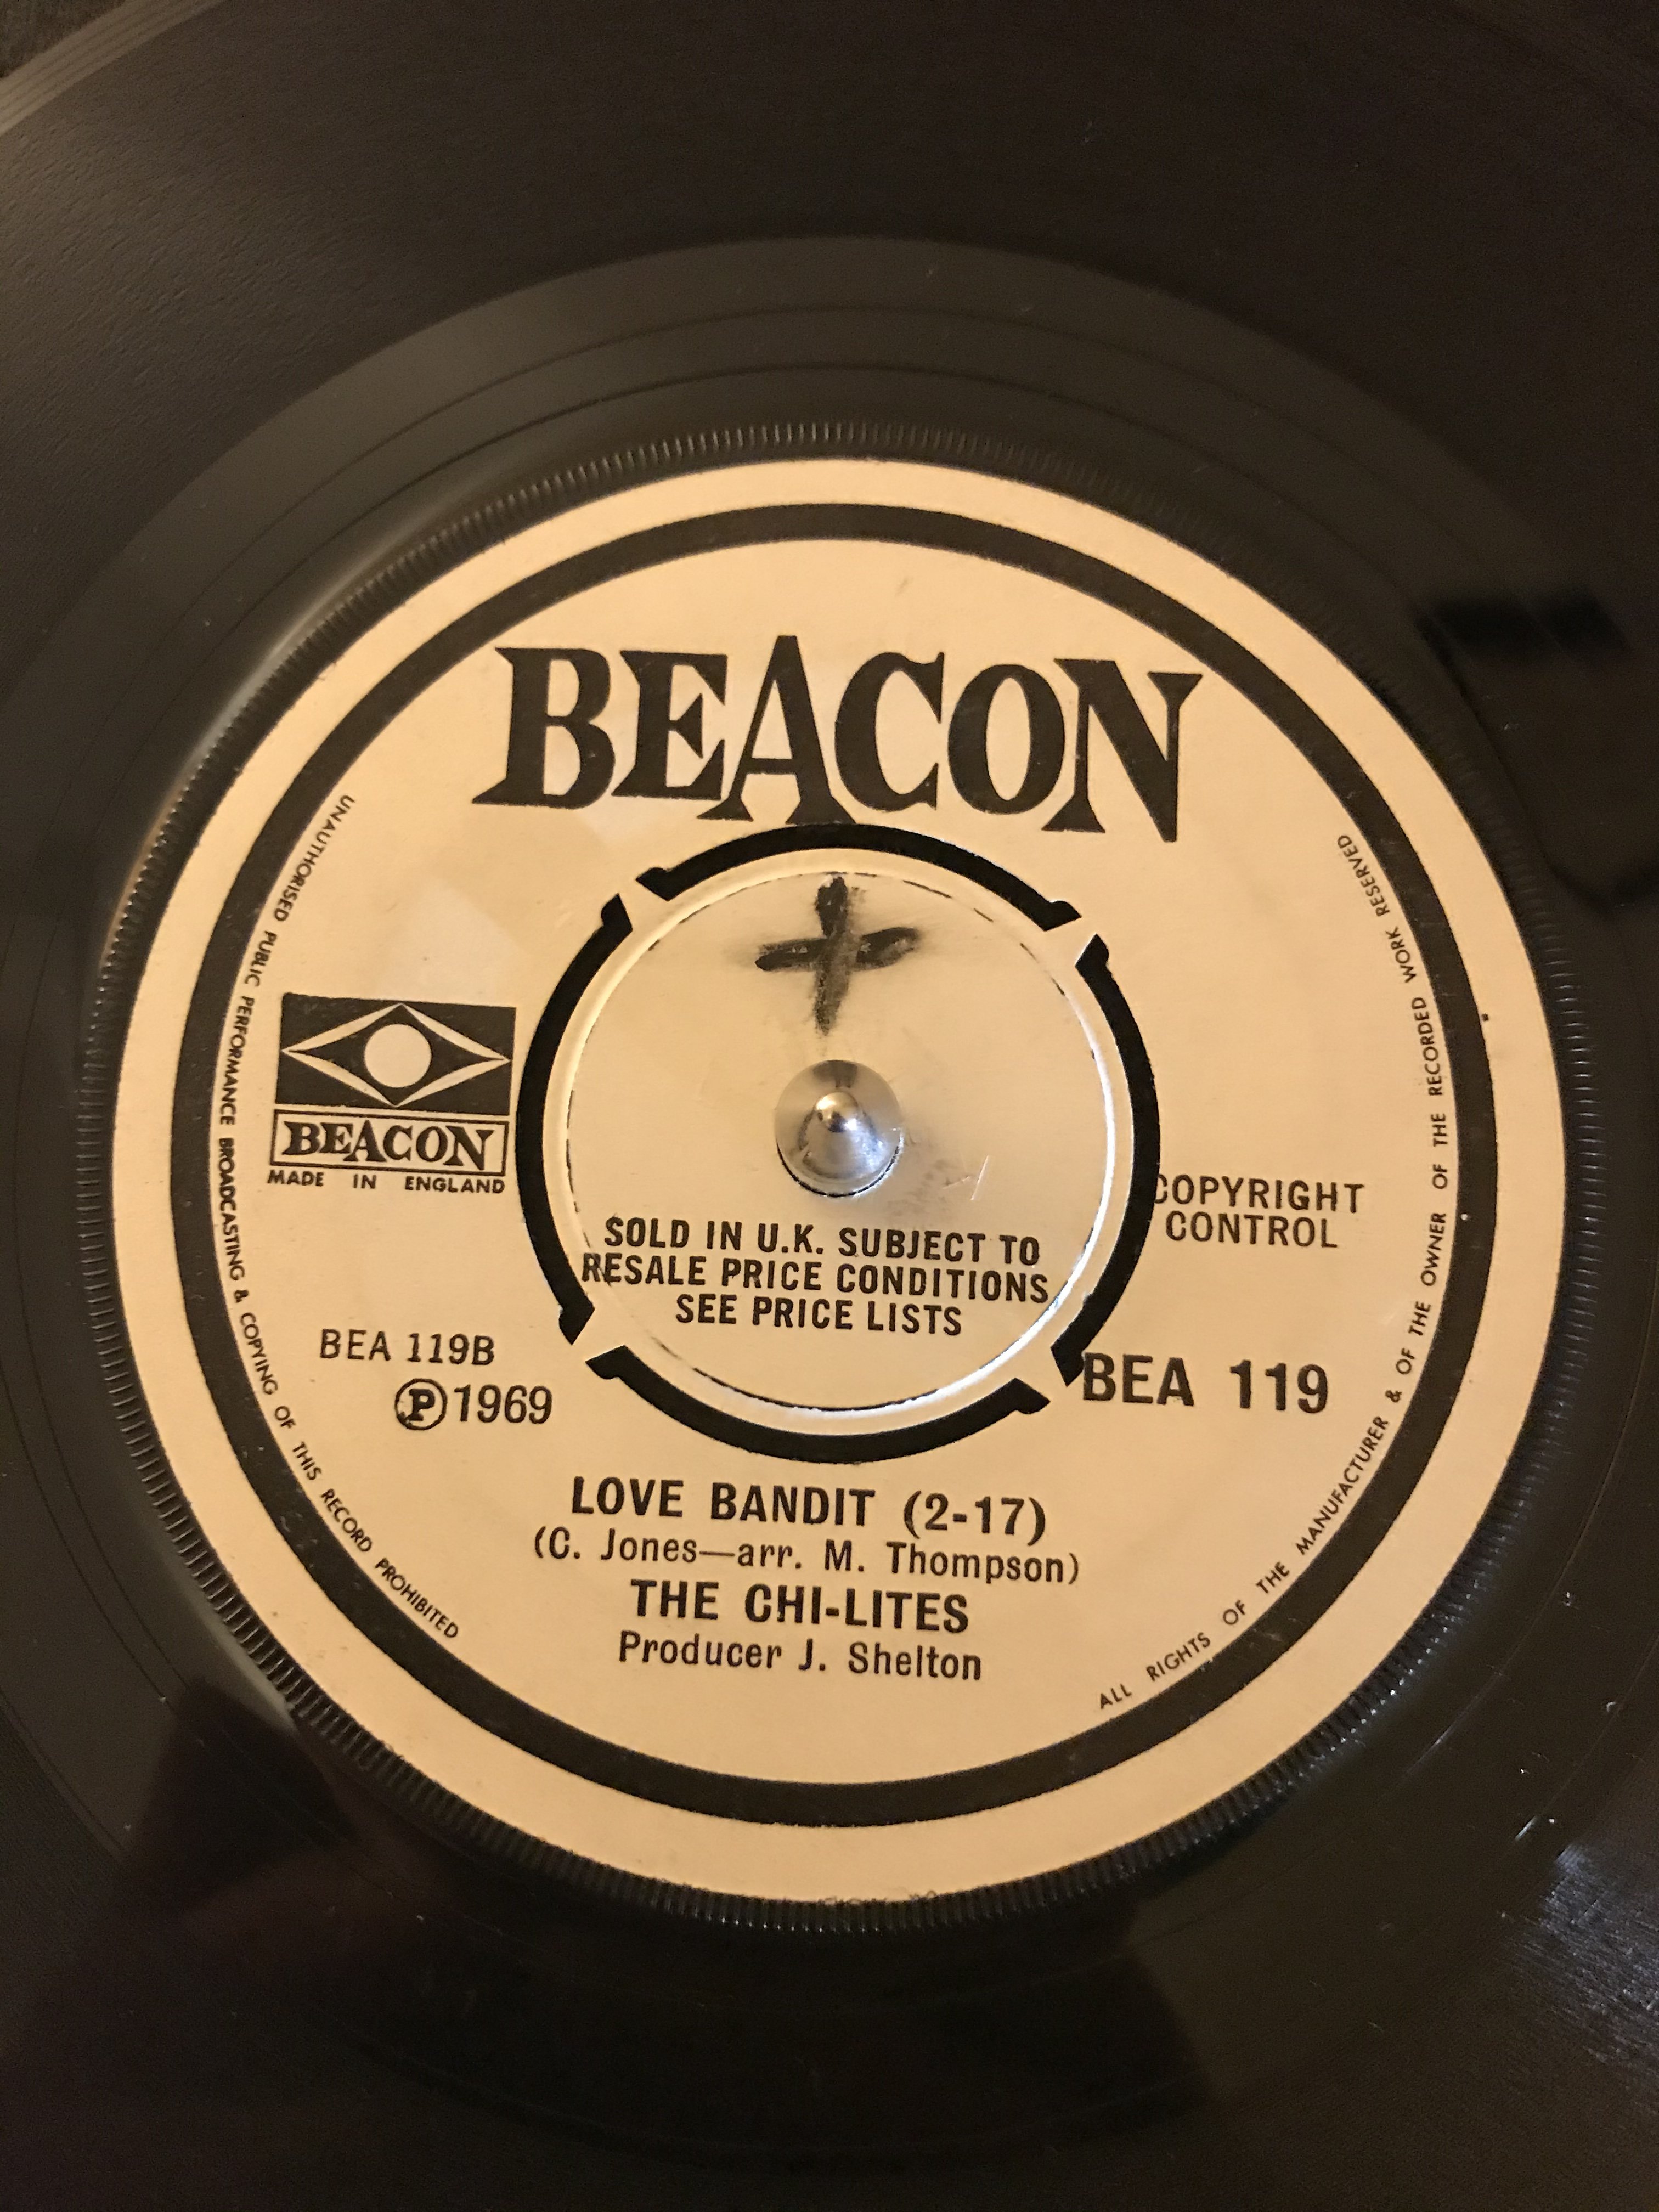 BEACON
UNAUTHORISED PUBLIC PERFORMANCE BROADCASTING & COPYING OF THIS RECORD PROHIBITED
BEACON
MADE IN ENGLAND
SOLD IN U.K. SUBJECT TO
RESALE PRICE CONDITIONS
SEE PRICE LISTS
COPYRIGHT
CONTROL
BEA 119B
Ⓟ1969
BEA 119
LOVE BANDIT (2-17)
(C. Jones—arr. M. Thompson)
THE CHI-LITES
Producer J. Shelton
ALL RIGHTS OF THE MANUFACTURER & OF THE OWNER OF THE RECORDED WORK RESERVED